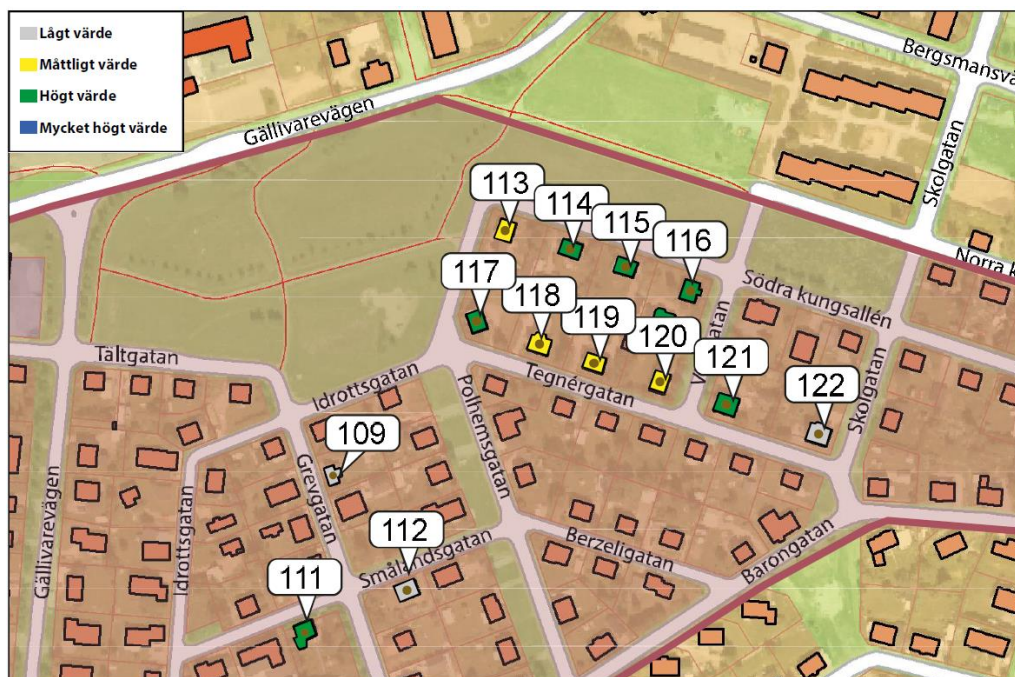 Lågt värde
Måttligt värde
Högt värde
Mycket högt värde
Gällivarevägen
Bergsmansvä
Skolgatan
Norra k
113
114
115
116
117
118
119
120
121
122
Södra kungsallén
Tältgatan
Idrottsgatan
Polhemsgatan
Tegnérgatan
V
atan
Skolgatan
109
Grevgatan
112
Smålandsgatan
111
Gällivarevägen
Idrottsgatan
Berzeligatan
Barongatan